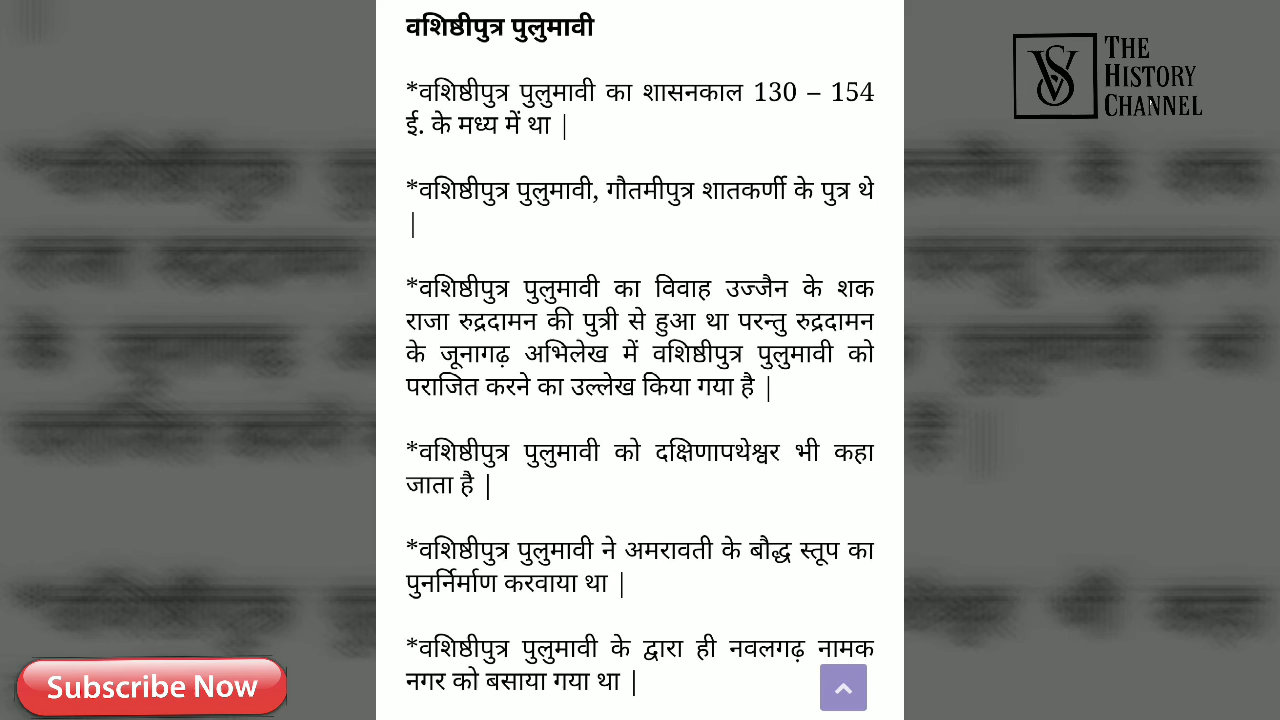 वशिष्ठीपुत्र पुलुमावी
*वशिष्ठीपुत्र पुलुमावी का शासनकाल 130 – 154
ई. के मध्य में था |
*वशिष्ठीपुत्र पुलुमावी, गौतमीपुत्र शातकर्णी के पुत्र थे
|
*वशिष्ठीपुत्र पुलुमावी का विवाह उज्जैन के शक
राजा रुद्रदामन की पुत्री से हुआ था परन्तु रुद्रदामन
के जूनागढ़ अभिलेख में वशिष्ठीपुत्र पुलुमावी को
पराजित करने का उल्लेख किया गया है |
*वशिष्ठीपुत्र पुलुमावी को दक्षिणापथेश्वर भी कहा
जाता है |
*वशिष्ठीपुत्र पुलुमावी ने अमरावती के बौद्ध स्तूप का
पुनर्निर्माण करवाया था |
*वशिष्ठीपुत्र पुलुमावी के द्वारा ही नवलगढ़ नामक
नगर को बसाया गया था |
VS
THE
HISTORY
CHANNEL
Subscribe Now